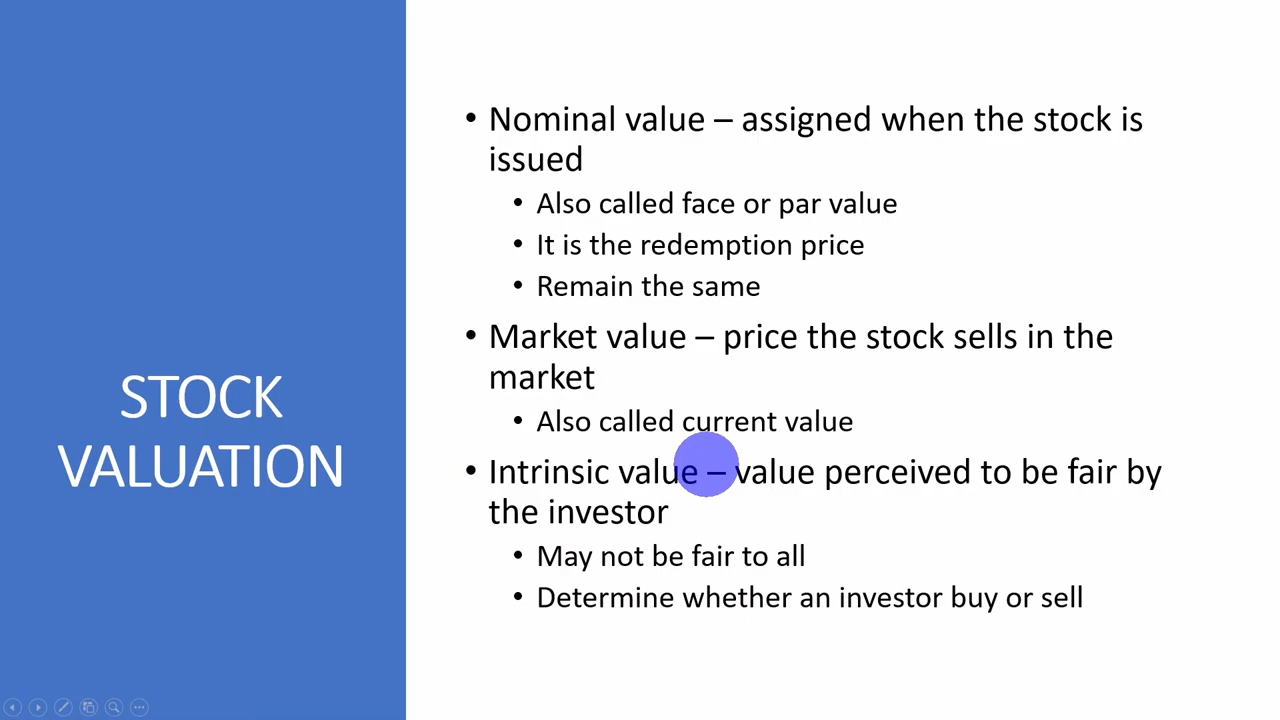 STOCK
VALUATION
• Nominal value – assigned when the stock is
issued
• Also called face or par value
• It is the redemption price
• Remain the same
• Market value – price the stock sells in the
market
• Also called current value
• Intrinsic value – value perceived to be fair by
the investor
• May not be fair to all
• Determine whether an investor buy or sell